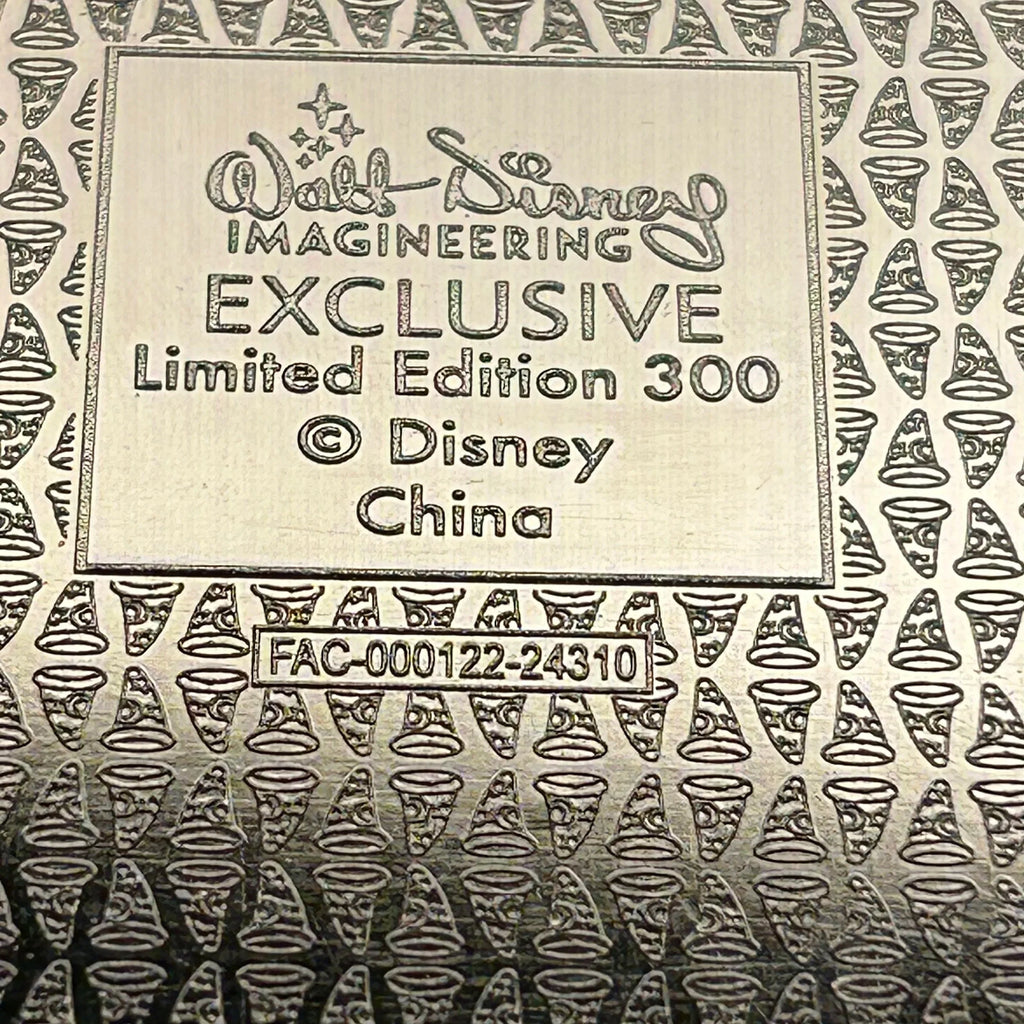 Walt Disney
IMAGINEERING
EXCLUSIVE
Limited Edition 300
© Disney
China
FAC-000122-24310